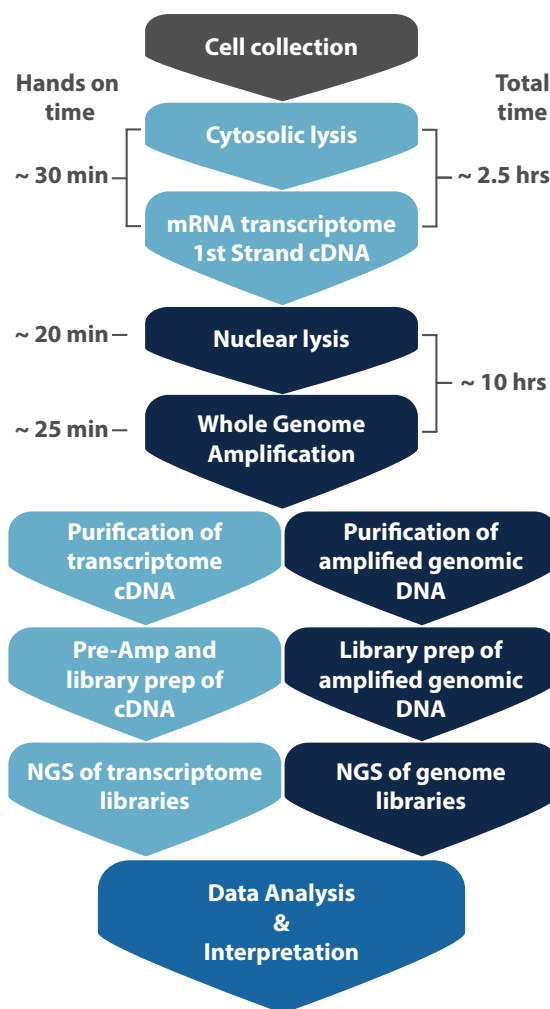 Cell collection
Hands on
time
Total
time
Cytosolic lysis
~ 30 min
~ 2.5 hrs
mRNA transcriptome
1st Strand cDNA
~ 20 min
Nuclear lysis
~ 10 hrs
~ 25 min
Whole Genome
Amplification
Purification of
transcriptome
cDNA
Purification of
amplified genomic
DNA
Pre-Amp and
library prep of
cDNA
Library prep of
amplified genomic
DNA
NGS of transcriptome
libraries
NGS of genome
libraries
Data Analysis
&
Interpretation